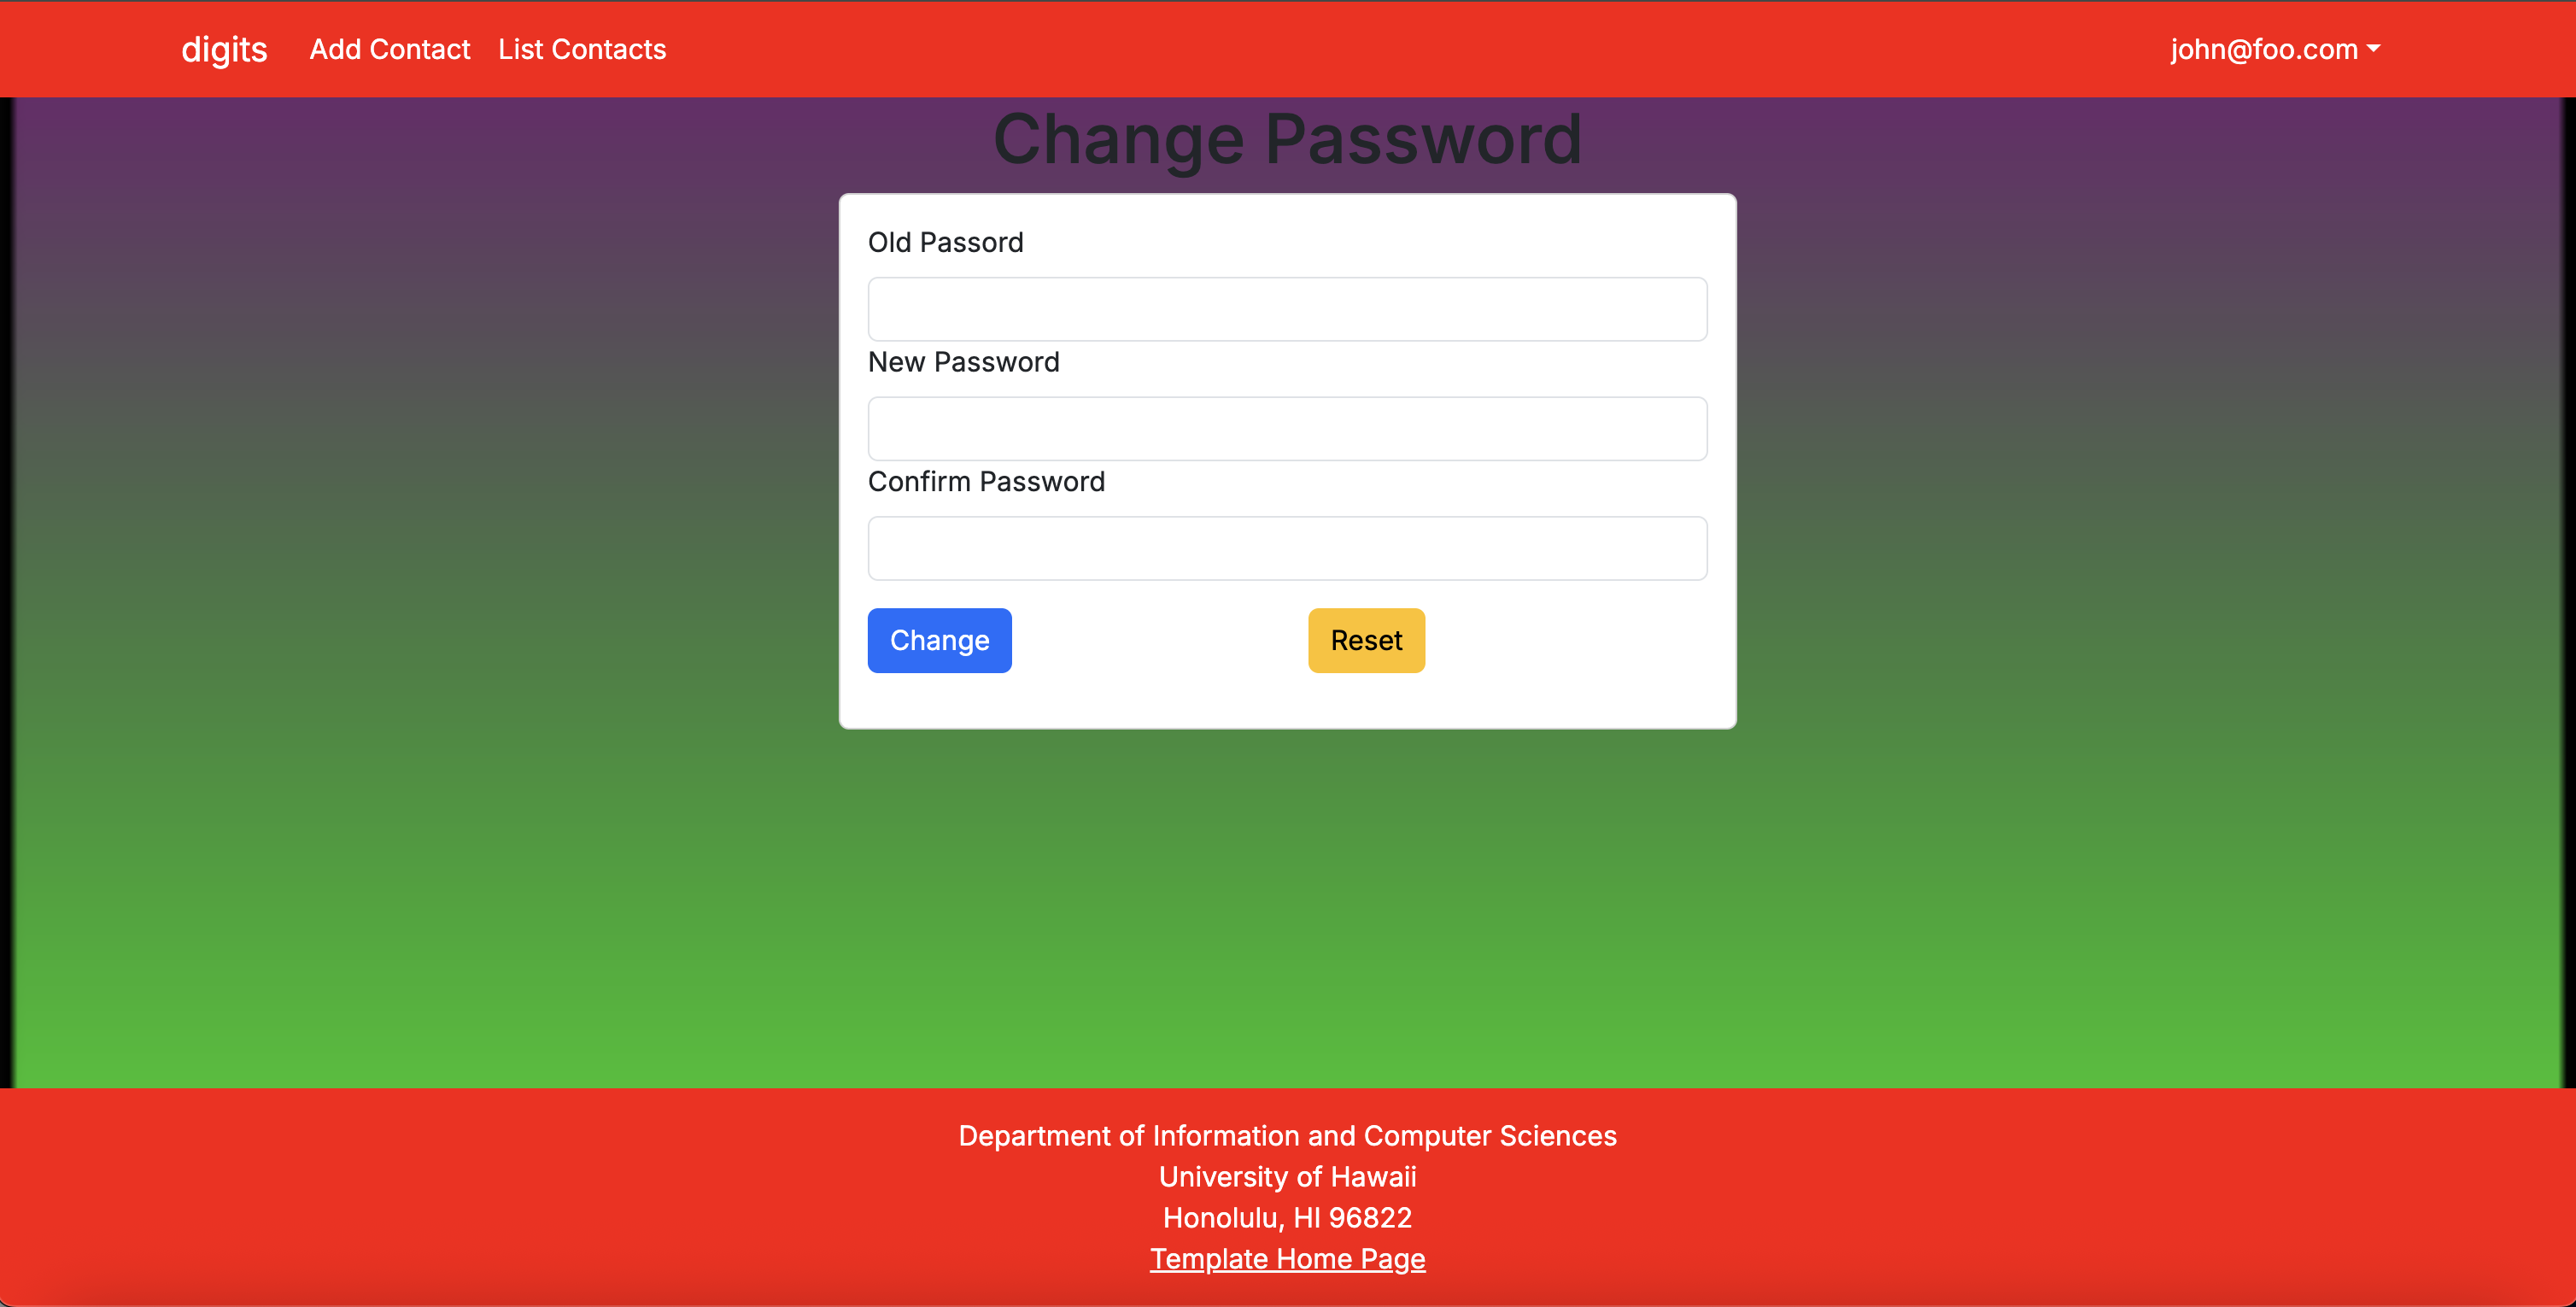 digits Add Contact List Contacts john@foo.com
Change Password
Old Passord
New Password
Confirm Password
Change Reset
Department of Information and Computer Sciences
University of Hawaii
Honolulu, HI 96822
Template Home Page